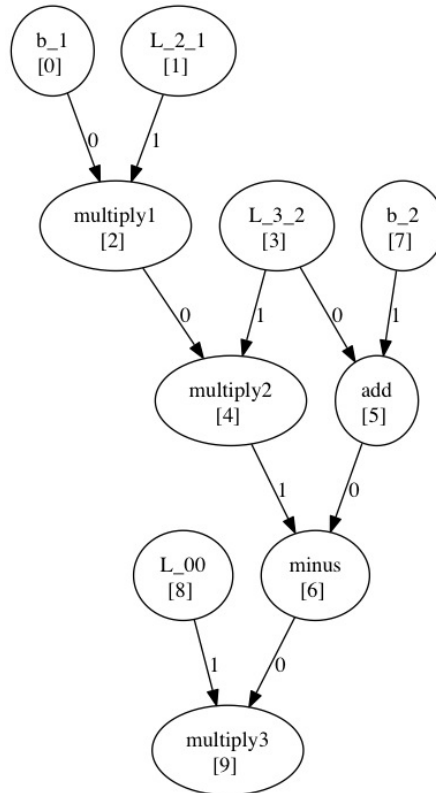 b_1
[0]
L_2_1
[1]
0
1
multiply1
[2]
L_3_2
[3]
b_2
[7]
0
1
0
1
multiply2
[4]
add
[5]
1
0
L_00
[8]
minus
[6]
1
0
multiply3
[9]